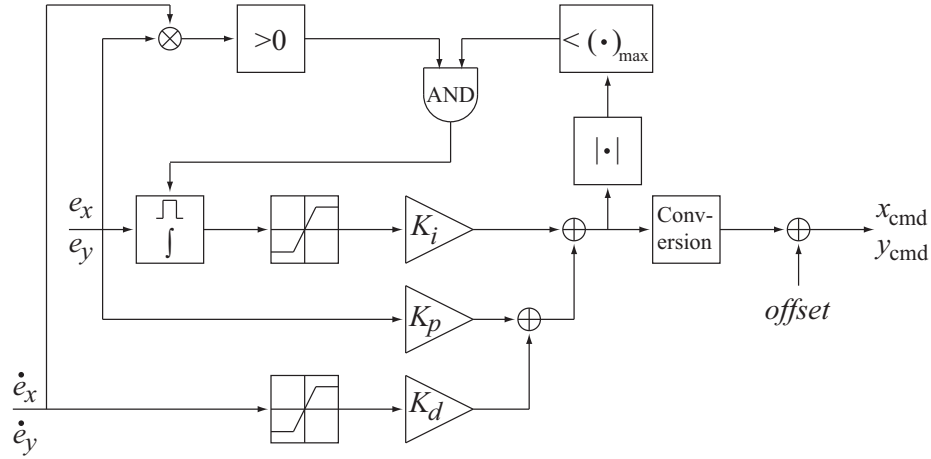 >0
< (·)max
AND
|·|
ex
ey
∫
Ki
Conv-
ersion
xcmd
ycmd
Kp
offset
ėx
ėy
Kd